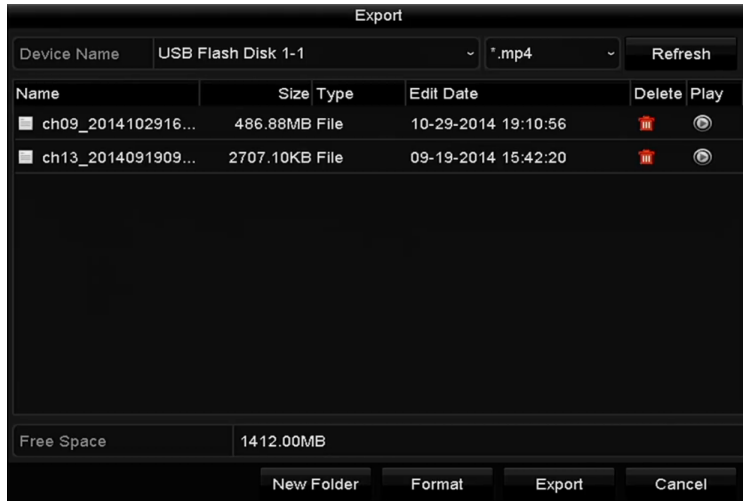 Export
Device Name USB Flash Disk 1-1 *.mp4 Refresh
Name Size Type Edit Date Delete Play
ch09_2014102916... 486.88MB File 10-29-2014 19:10:56
ch13_2014091909... 2707.10KB File 09-19-2014 15:42:20
Free Space 1412.00MB
New Folder Format Export Cancel